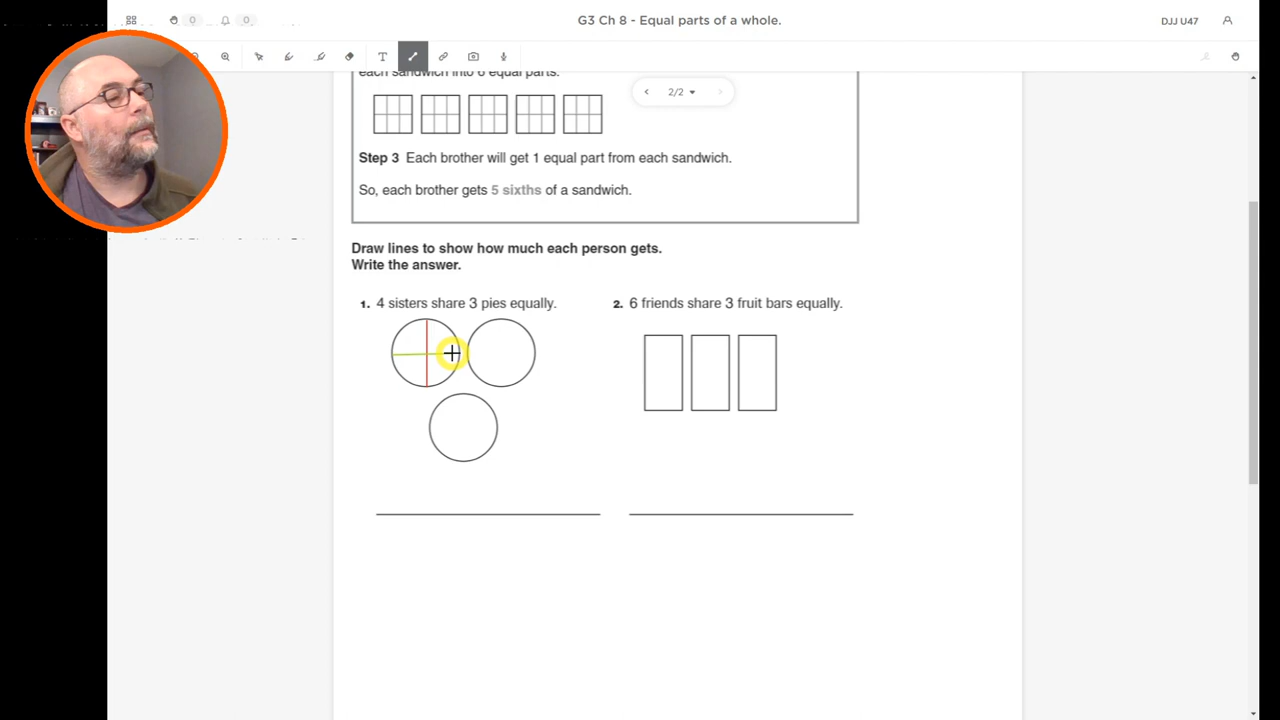 0 0 G3 Ch 8 - Equal parts of a whole. DJJ U47
T
each sandwich into 6 equal parts.
2/2
Step 3 Each brother will get 1 equal part from each sandwich.
So, each brother gets 5 sixths of a sandwich.
Draw lines to show how much each person gets.
Write the answer.
1. 4 sisters share 3 pies equally.
2. 6 friends share 3 fruit bars equally.